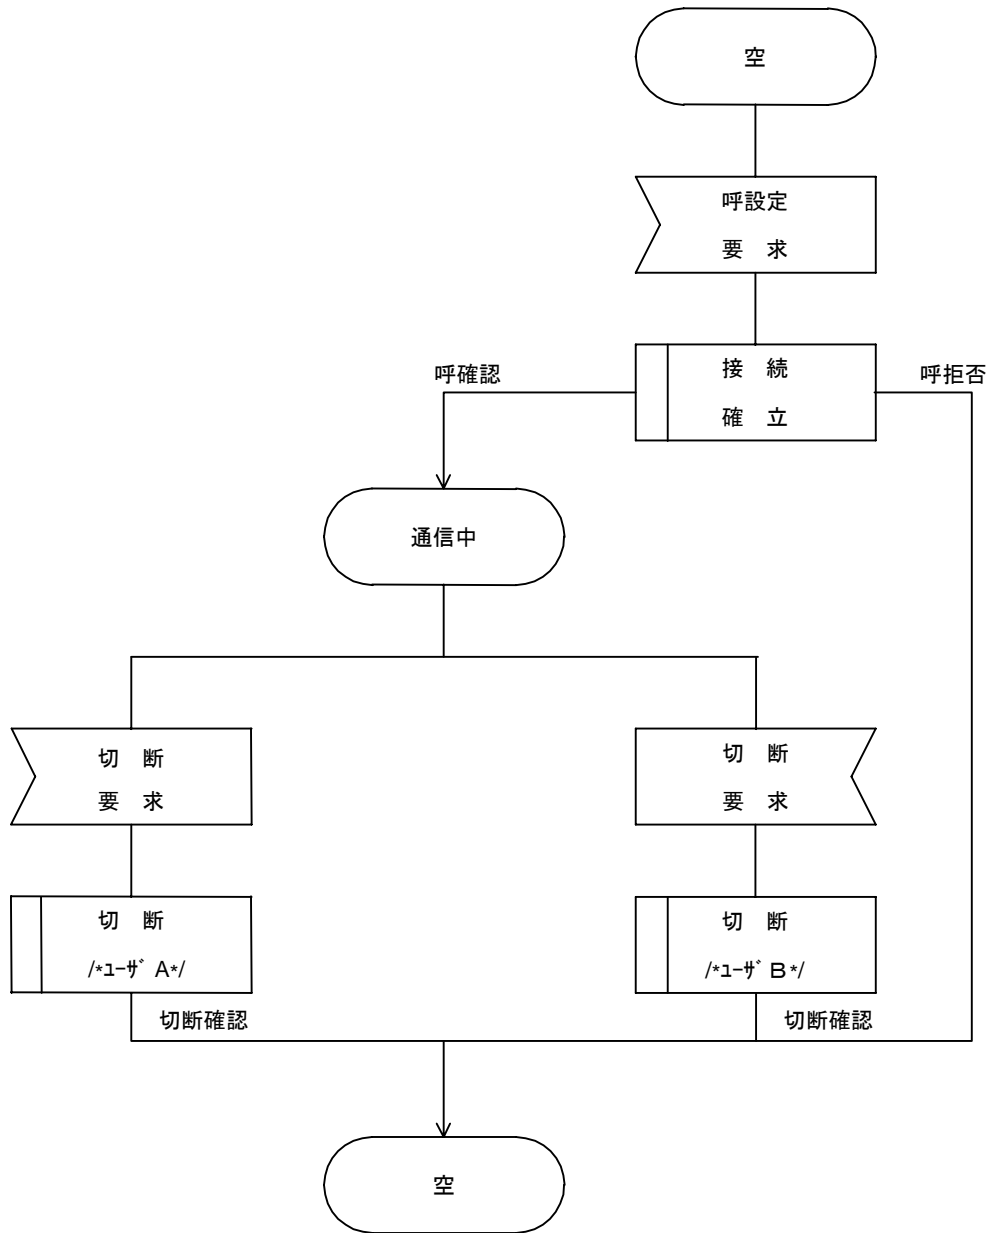 空
呼設定
要　求
呼確認
接　続
確　立
呼拒否
通信中
切　断
要　求
切　断
要　求
切　断
/*ﾕｰｻﾞ A*/
切　断
/*ﾕｰｻﾞ B*/
切断確認
切断確認
空